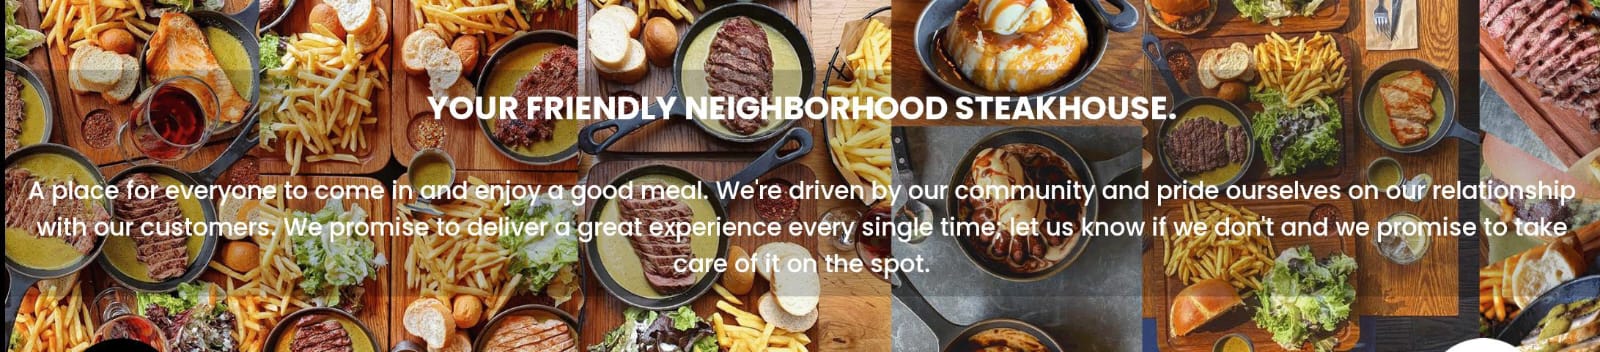 YOUR FRIENDLY NEIGHBORHOOD STEAKHOUSE.
A place for everyone to come in and enjoy a good meal. We're driven by our community and pride ourselves on our relationship
with our customers. We promise to deliver a great experience every single time; let us know if we don't and we promise to take
care of it on the spot.